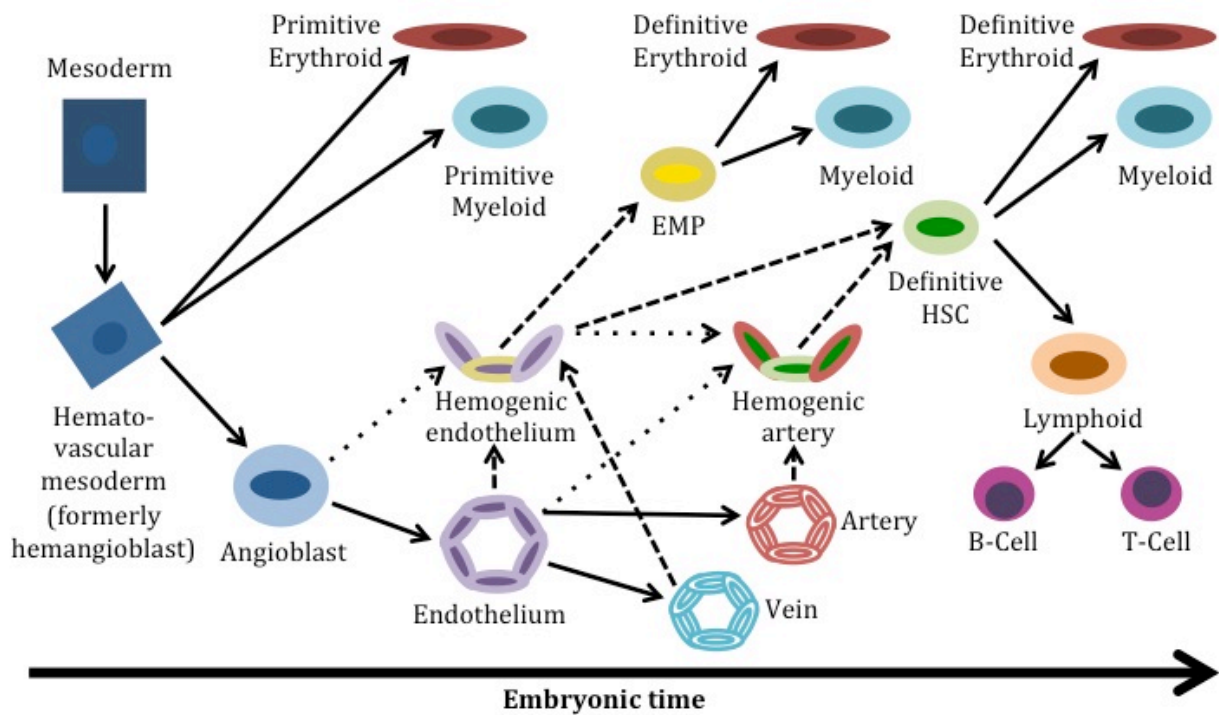 Mesoderm
Primitive
Erythroid
Primitive
Myeloid
Definitive
Erythroid
Myeloid
EMP
Definitive
Erythroid
Myeloid
Definitive
HSC
Hemato-
vascular
mesoderm
(formerly
hemangioblast)
Angioblast
Hemogenic
endothelium
Endothelium
Hemogenic
artery
Artery
Vein
Lymphoid
B-Cell
T-Cell
Embryonic time